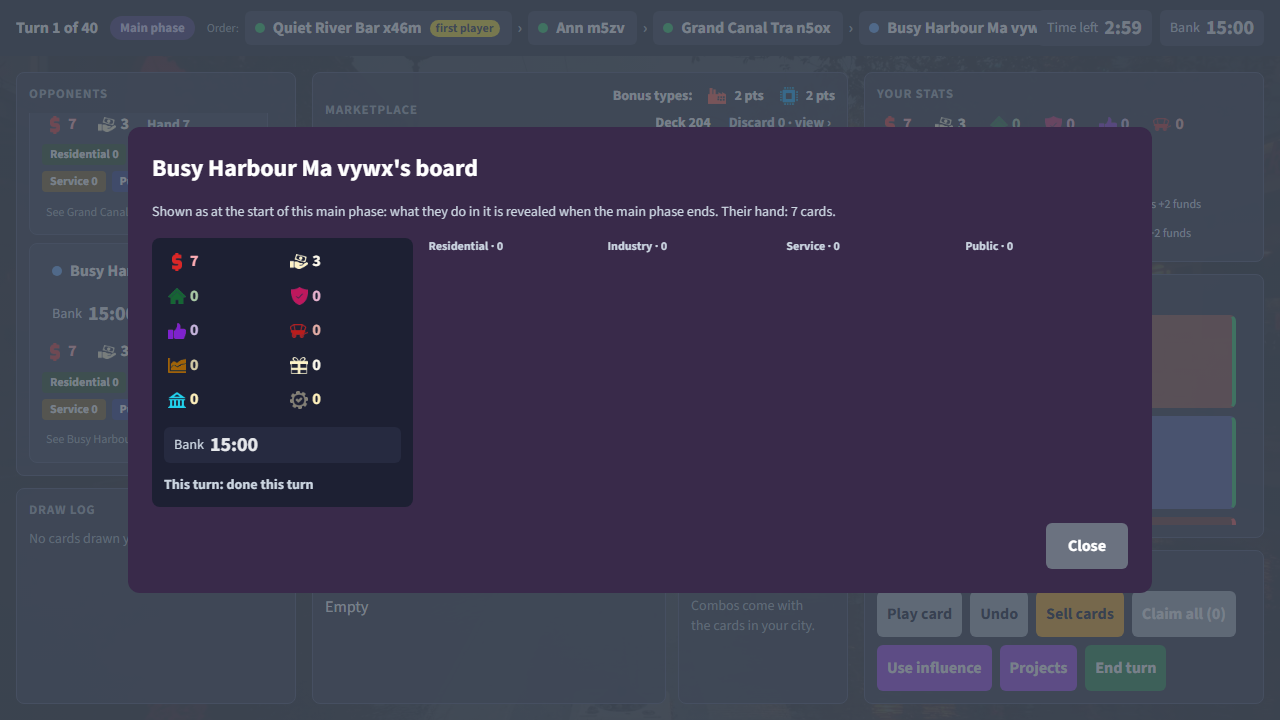 Turn 1 of 40 Main phase Order: Quiet River Bar x46m first player › Ann m5zv › Grand Canal Tra n5ox › Busy Harbour Ma vyw Time left 2:59 Bank 15:00
OPPONENTS
7 3 Hand 7
Residential 0
Service 0
See Grand Canal
Busy Ha
Bank 15:00
7 3
Residential 0
Service 0
See Busy Harbou
DRAW LOG
No cards drawn y
MARKETPLACE
Bonus types: 2 pts 2 pts
Deck 204 Discard 0 · view ›
YOUR STATS
7 3 0 0 0 0
+2 funds
Busy Harbour Ma vywx's board
Shown as at the start of this main phase: what they do in it is revealed when the main phase ends. Their hand: 7 cards.
7 3
0 0
0 0
0 0
0 0
Bank 15:00
This turn: done this turn
Residential · 0 Industry · 0 Service · 0 Public · 0
Close
Empty
Combos come with
the cards in your city.
Play card Undo Sell cards Claim all (0)
Use influence Projects End turn